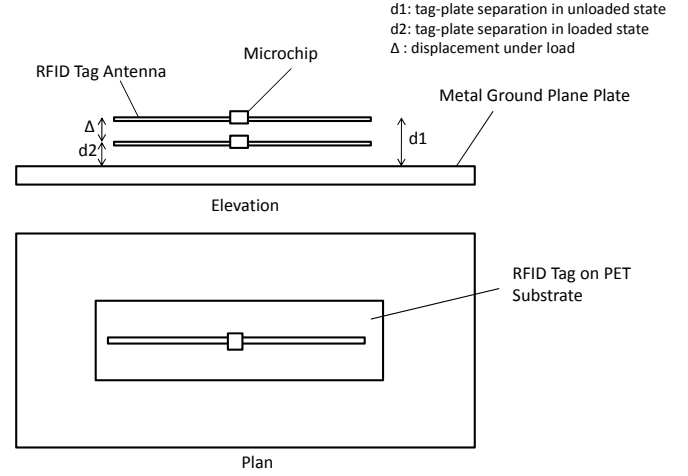 d1: tag-plate separation in unloaded state
d2: tag-plate separation in loaded state
Δ : displacement under load
Microchip
RFID Tag Antenna
Metal Ground Plane Plate
Δ
d1
d2
Elevation
RFID Tag on PET
Substrate
Plan